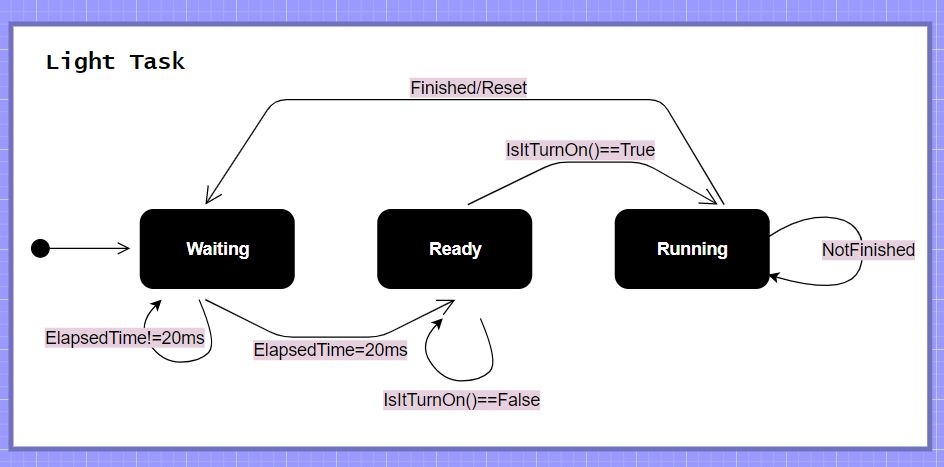 Light Task
Finished/Reset
IsItTurnOn()==True
Waiting
Ready
Running
NotFinished
ElapsedTime!=20ms
ElapsedTime=20ms
IsItTurnOn()==False